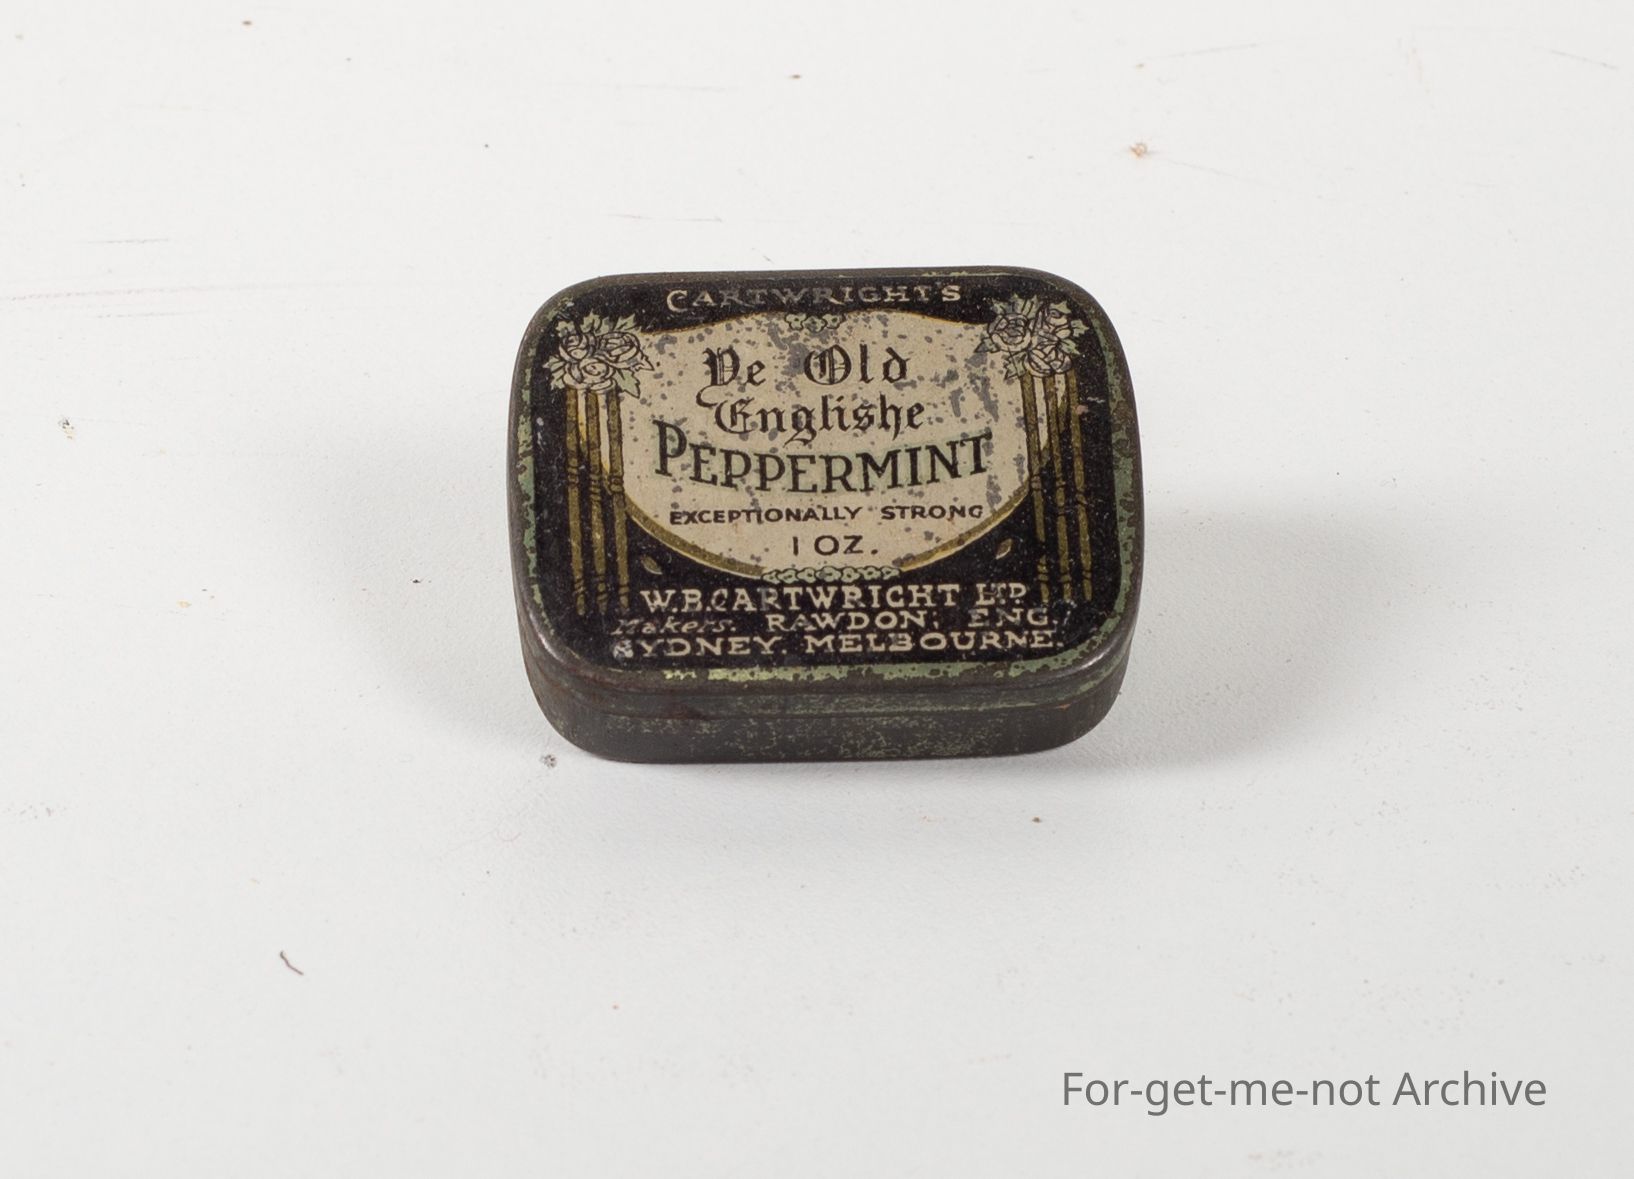 CARTWRIGHT'S
Ye Old
Englishe
PEPPERMINT
EXCEPTIONALLY STRONG
1 OZ.
W.B.CARTWRIGHT LTD
Makers. RAWDON. ENG.
SYDNEY. MELBOURNE.
For-get-me-not Archive